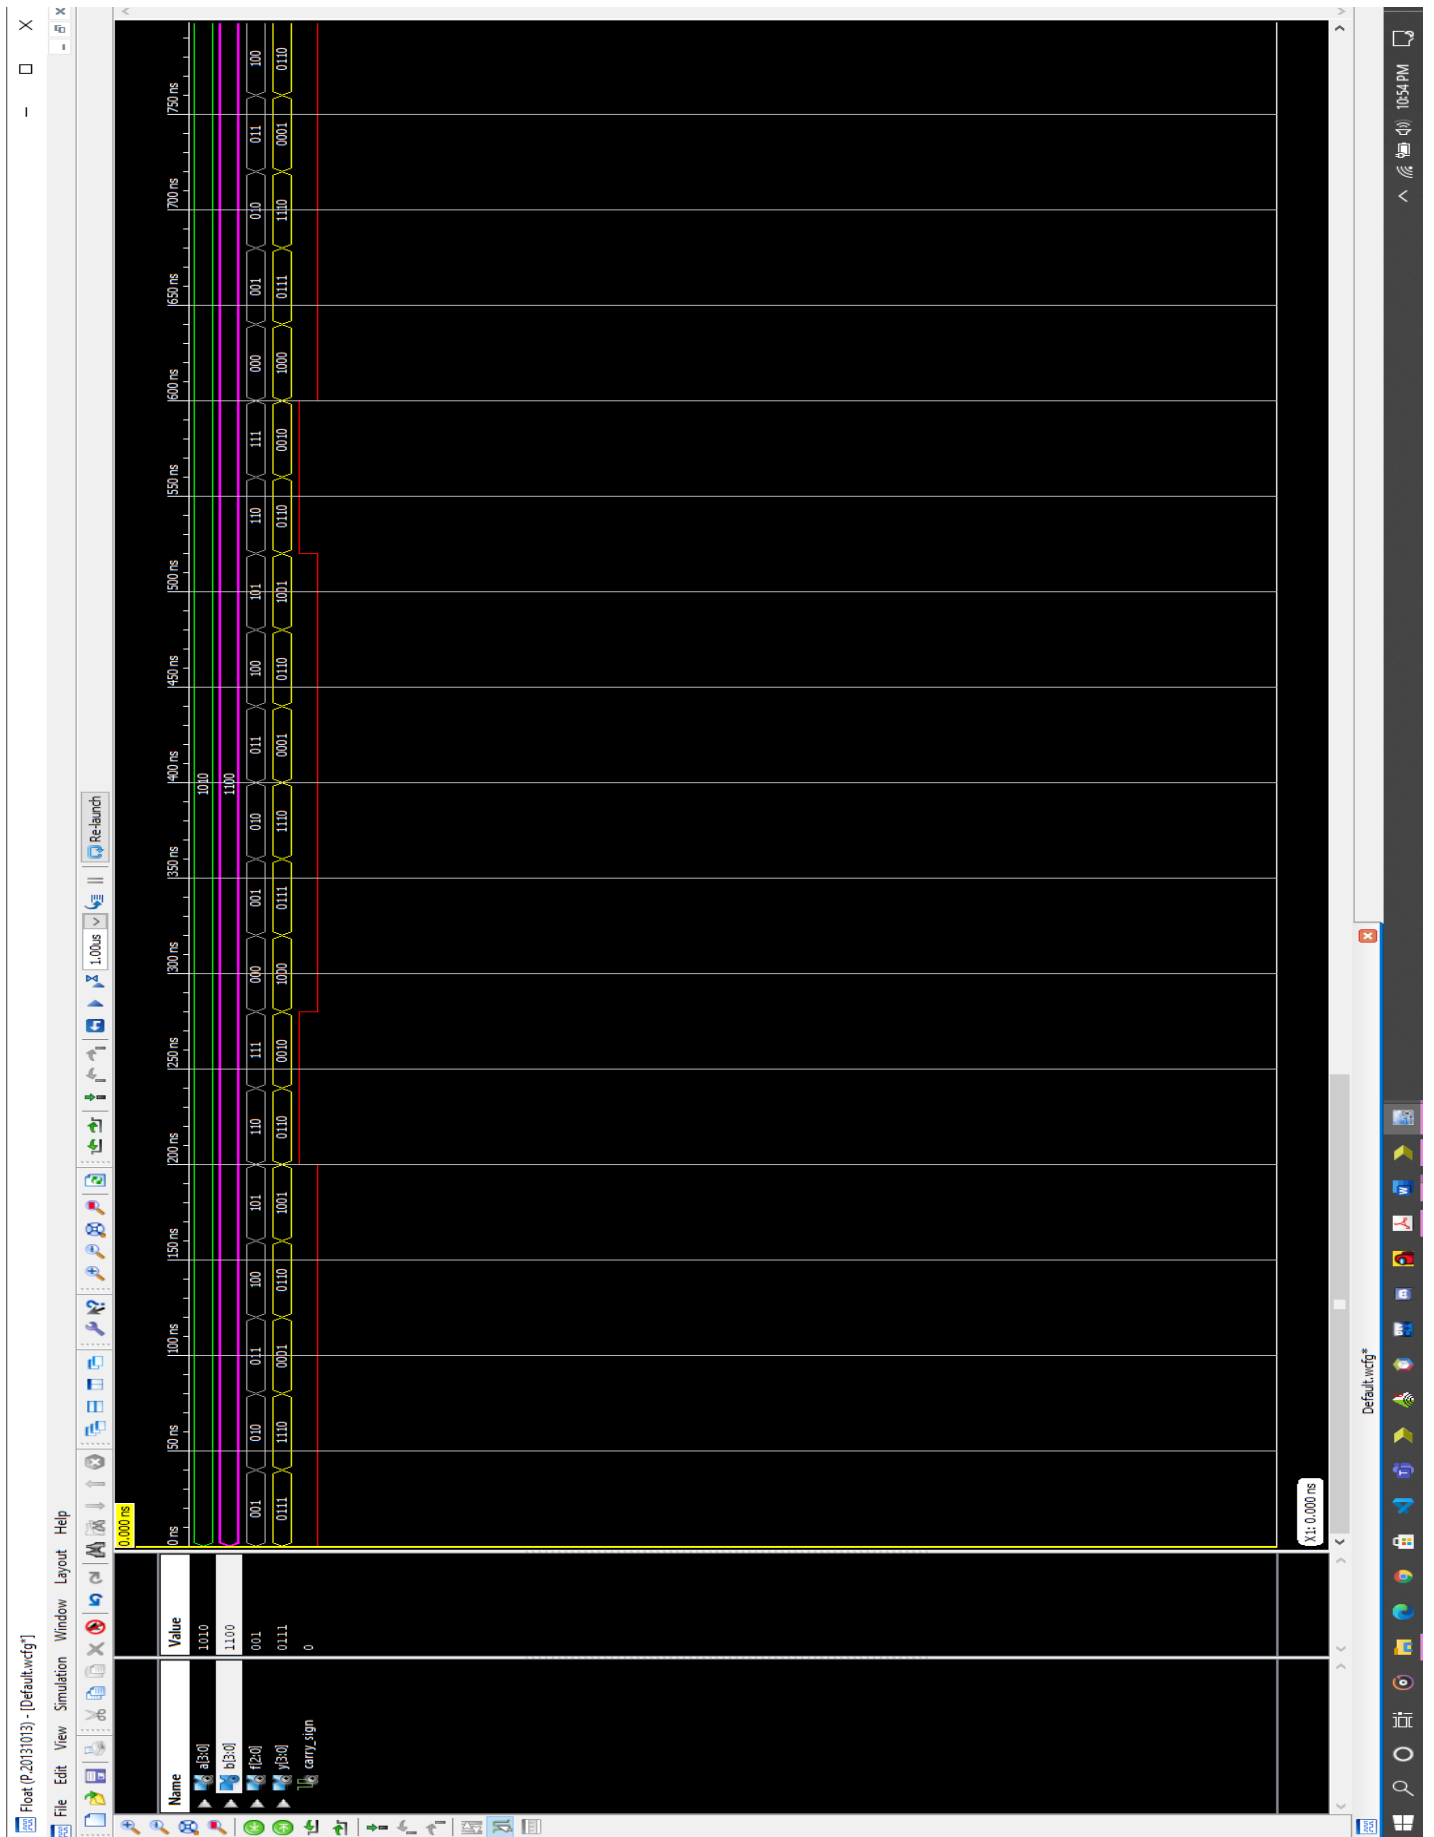 Float (P.20131013) - [Default.wcfg*]
File Edit View Simulation Window Layout Help
1.00us Re-launch
0.000 ns
Name Value 0 ns 50 ns 100 ns 150 ns 200 ns 250 ns 300 ns 350 ns 400 ns 450 ns 500 ns 550 ns 600 ns 650 ns 700 ns 750 ns
a[3:0] 1010 1010
b[3:0] 1100 1100
f[2:0] 001 001 010 011 100 101 110 111 000 001 010 011 100 101 110 111 000 001 010 011 100
y[3:0] 0111 0111 1110 0001 0110 1001 0110 0010 1000 0111 1110 0001 0110 1001 0110 0010 1000 0111 1110 0001 0110
carry_sign 0
X1: 0.000 ns
Default.wcfg*
10:54 PM